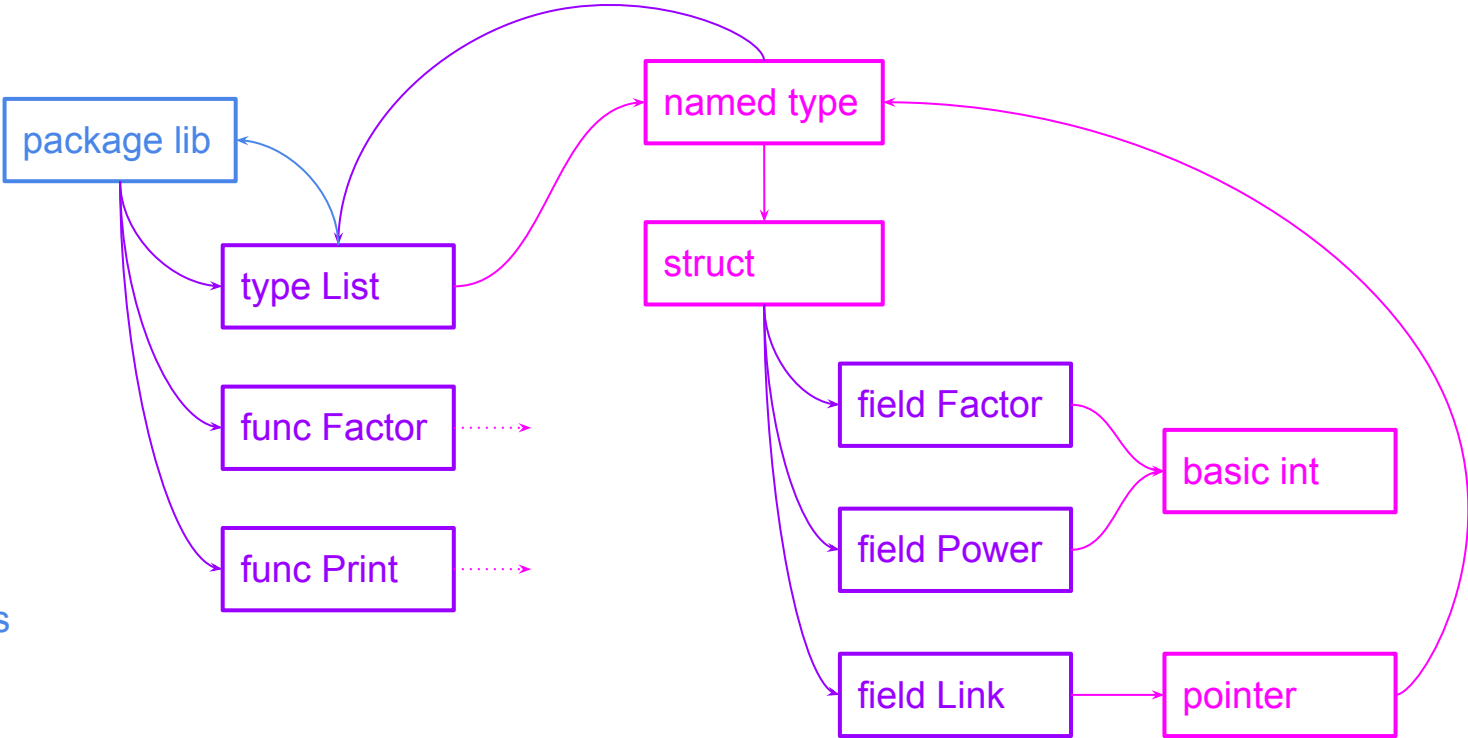 package lib
named type
type List
struct
func Factor
field Factor
basic int
func Print
field Power
s
field Link
pointer